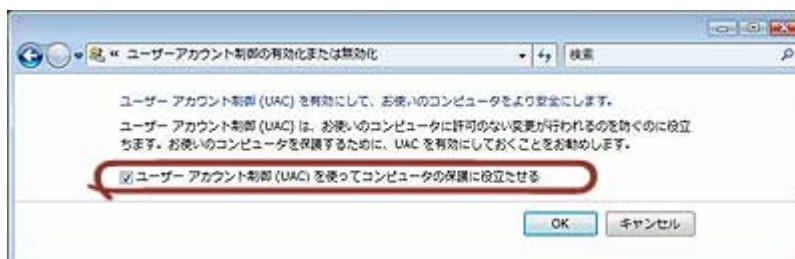 « ユーザーアカウント制御の有効化または無効化
検索
ユーザー アカウント制御 (UAC) を有効にして、お使いのコンピュータをより安全にします。
ユーザー アカウント制御 (UAC) は、お使いのコンピュータに許可のない変更が行われるのを防ぐのに役立
ちます。お使いのコンピュータを保護するために、UAC を有効にしておくことをお勧めします。
ユーザー アカウント制御 (UAC) を使ってコンピュータの保護に役立たせる
OK
キャンセル